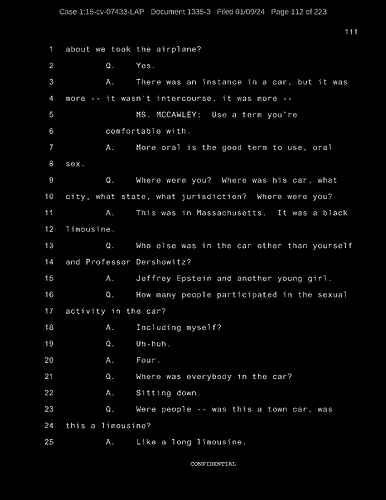 Case 1:15-cv-07433-LAP Document 1335-3 Filed 01/09/24 Page 112 of 223
111
1 about we took the airplane?
2 Q. Yes.
3 A. There was an instance in a car, but it was
4 more -- it wasn't intercourse, it was more --
5 MS. MCCAWLEY: Use a term you're
6 comfortable with.
7 A. More oral is the good term to use, oral
8 sex.
9 Q. Where were you? Where was his car, what
10 city, what state, what jurisdiction? Where were you?
11 A. This was in Massachusetts. It was a black
12 limousine.
13 Q. Who else was in the car other than yourself
14 and Professor Dershowitz?
15 A. Jeffrey Epstein and another young girl.
16 Q. How many people participated in the sexual
17 activity in the car?
18 A. Including myself?
19 Q. Uh-huh.
20 A. Four.
21 Q. Where was everybody in the car?
22 A. Sitting down.
23 Q. Were people -- was this a town car, was
24 this a limousine?
25 A. Like a long limousine.
CONFIDENTIAL